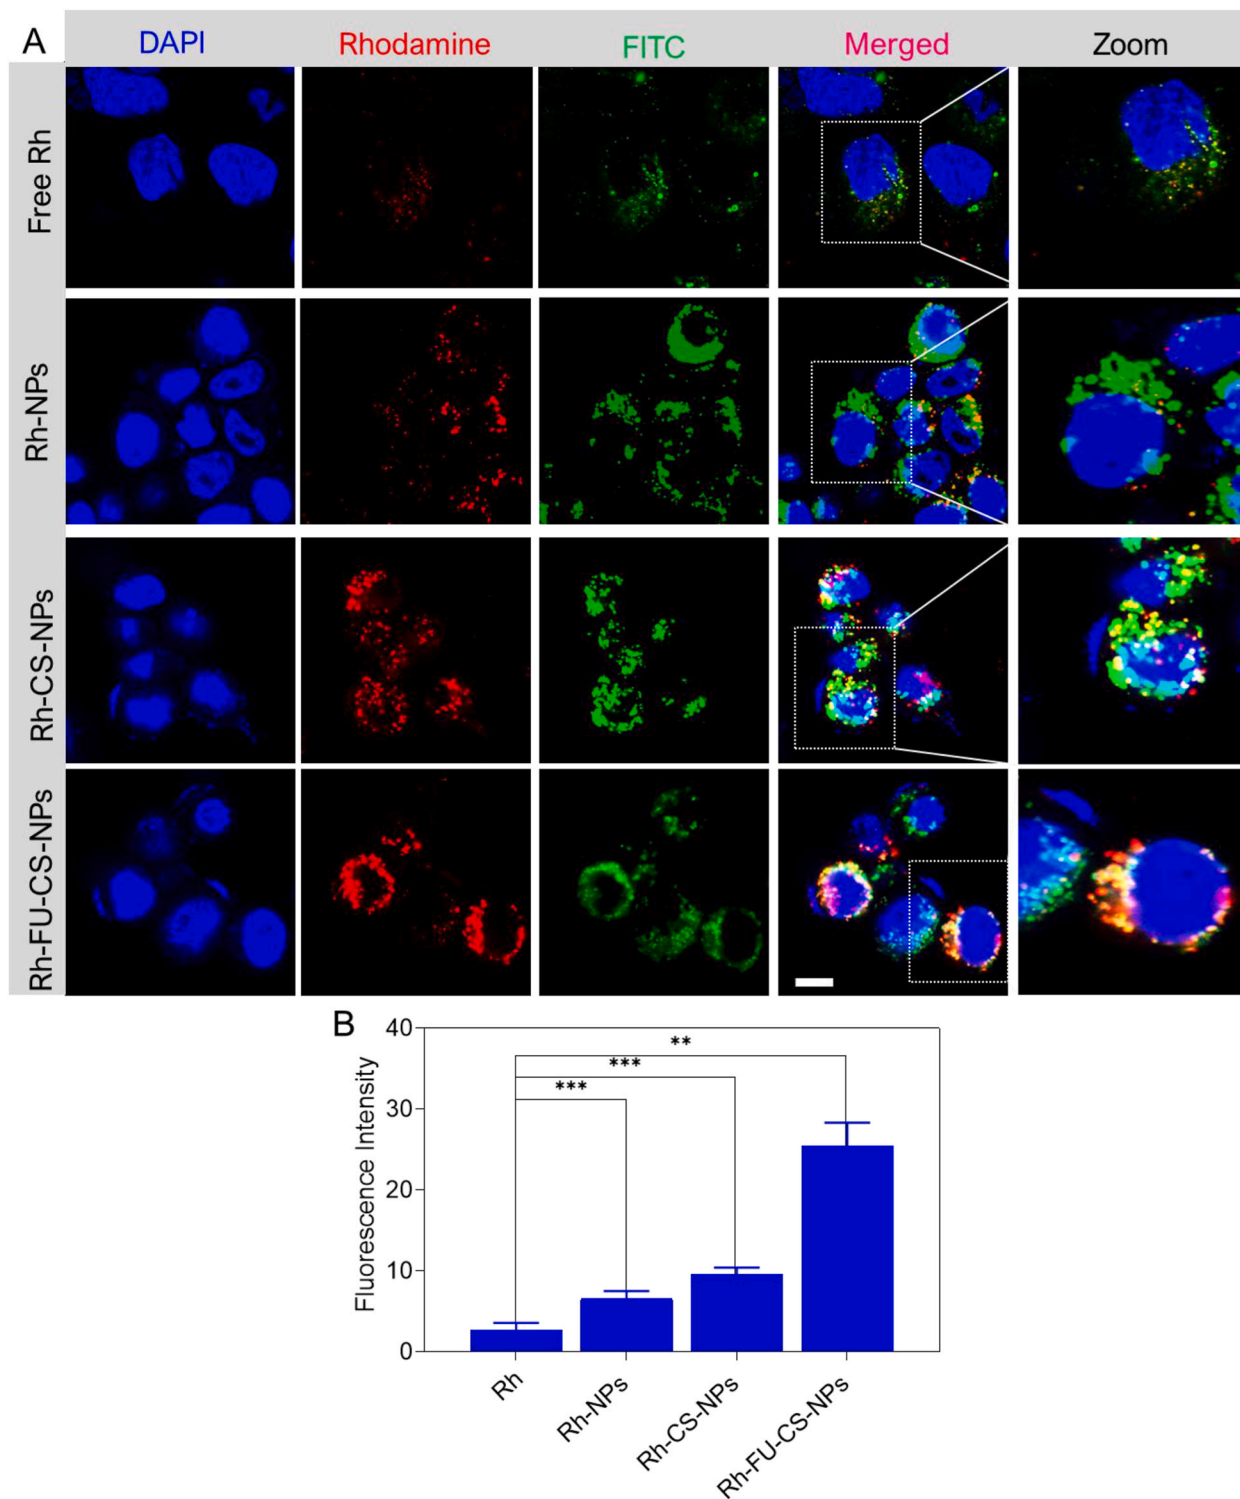 A
DAPI
Rhodamine
FITC
Merged
Zoom
Free Rh
Rh-NPs
Rh-CS-NPs
Rh-FU-CS-NPs
B
Fluorescence Intensity
40
30
20
10
0
**
***
***
Rh
Rh-NPs
Rh-CS-NPs
Rh-FU-CS-NPs